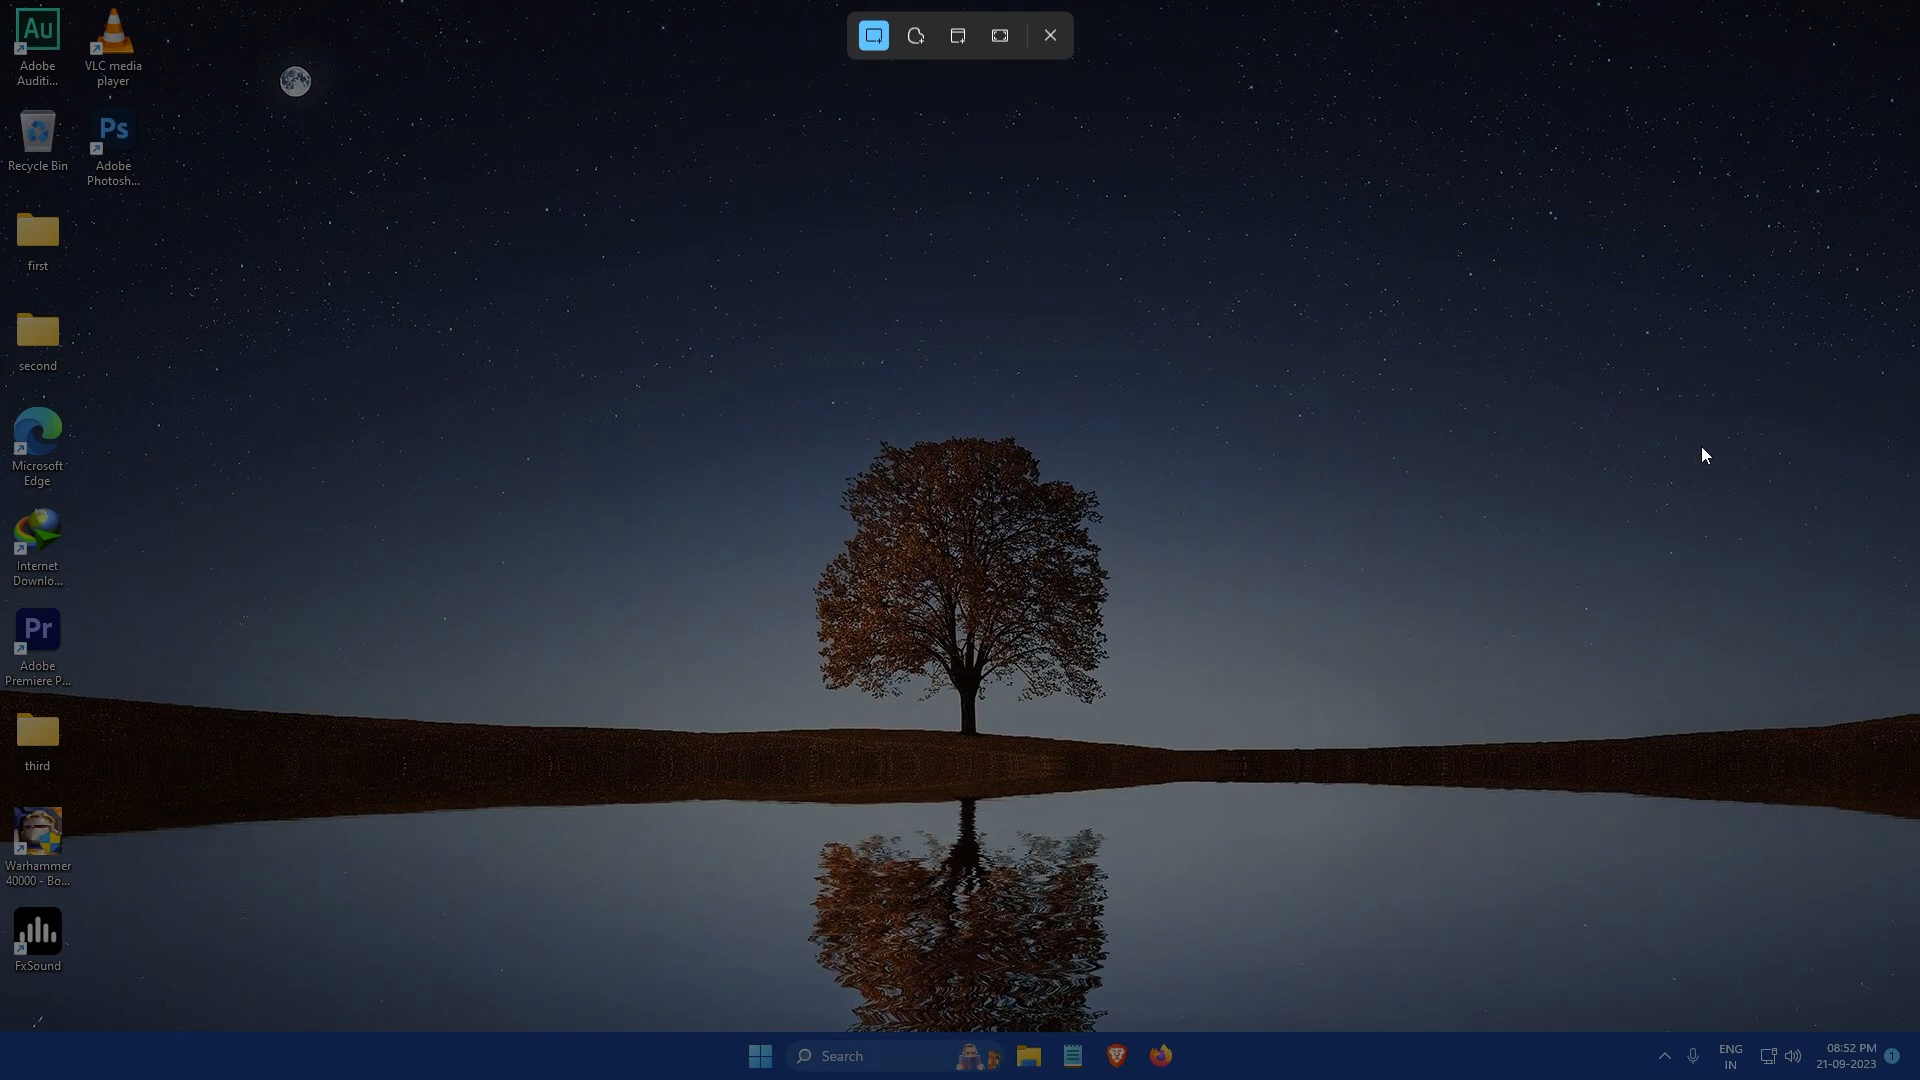 Au
Adobe
Auditi...
VLC media
player
Recycle Bin
Ps
Adobe
Photosh...
first
second
Microsoft
Edge
Internet
Downlo...
Pr
Adobe
Premiere P...
third
Warhammer
40000 - Bo...
FxSound
Search
ENG
IN
08:52 PM
21-09-2023
1